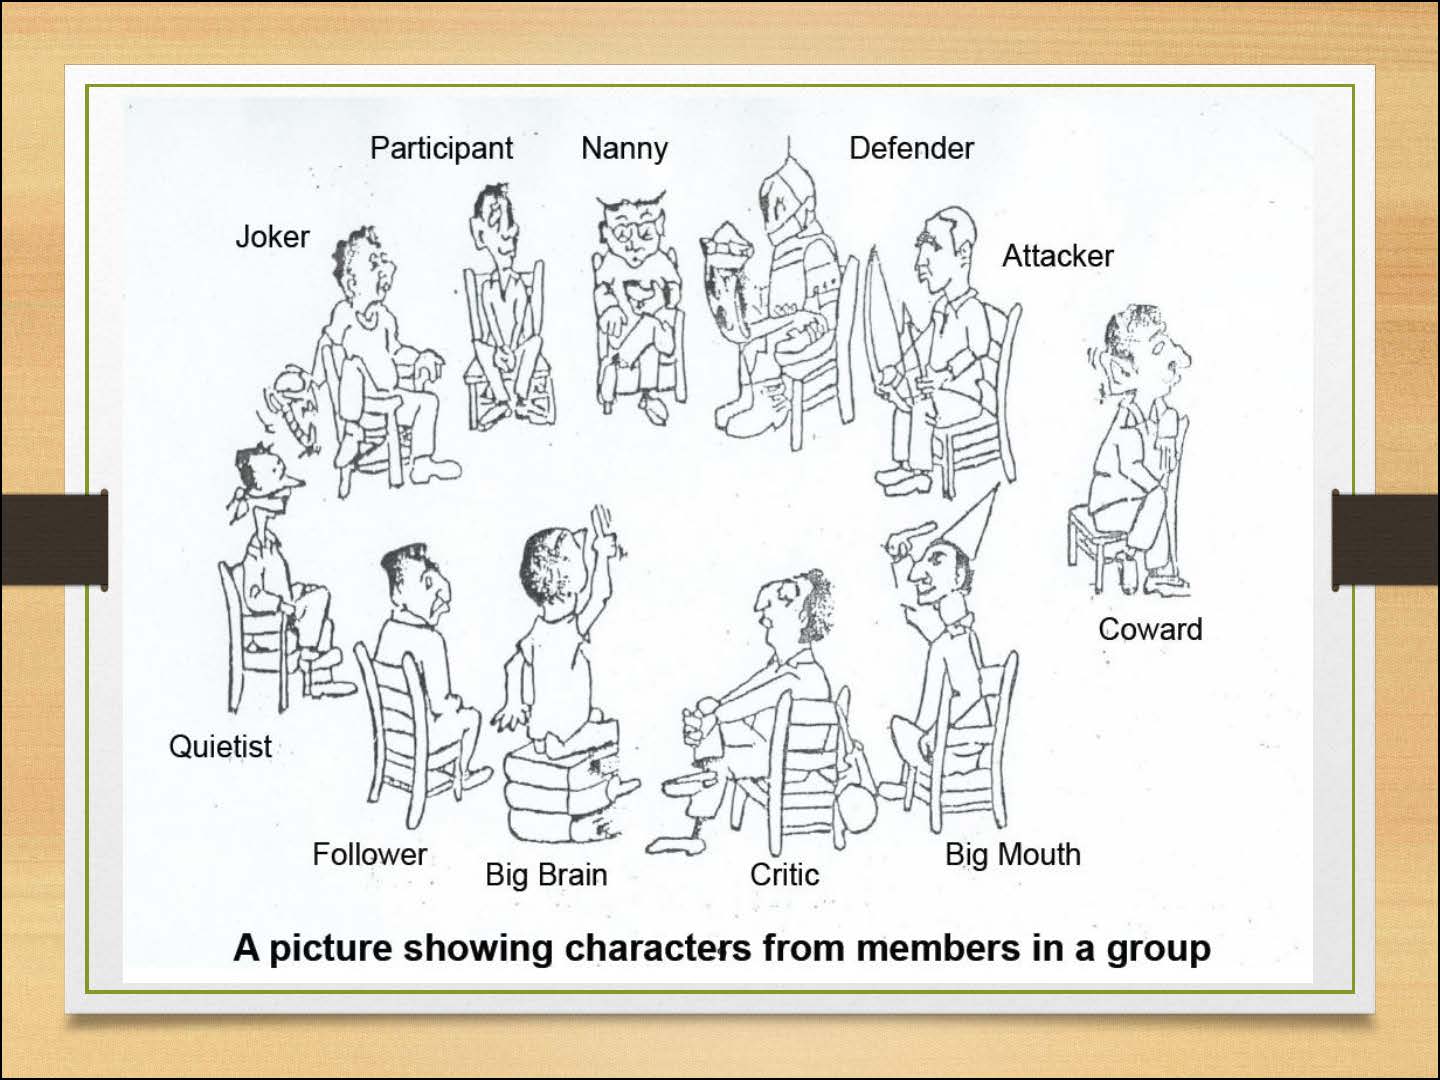 Participant
Nanny
Defender
Joker
Attacker
Coward
Quietist
Follower
Big Brain
Critic
Big Mouth
A picture showing characters from members in a group